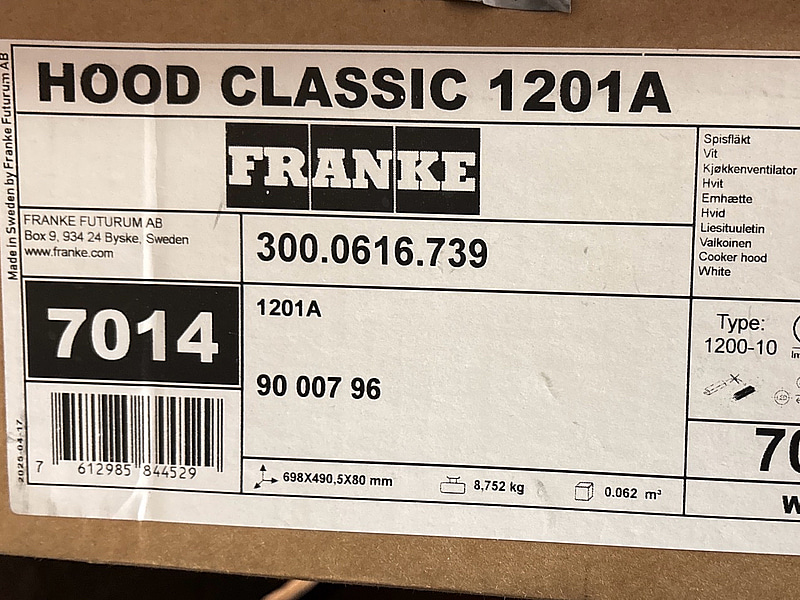 HOOD CLASSIC 1201A
FRANKE
Spisfläkt
Vit
Kjøkkenventilator
Hvit
Emhætte
Hvid
Liesituuletin
Valkoinen
Cooker hood
White
Made in Sweden by Franke Futurum AB
FRANKE FUTURUM AB
Box 9, 934 24 Byske, Sweden
www.franke.com
300.0616.739
7014
1201A
90 007 96
Type:
1200-10
7 612985 844529
2025-04-17
698X490,5X80 mm
8,752 kg
0.062 m³
70
W